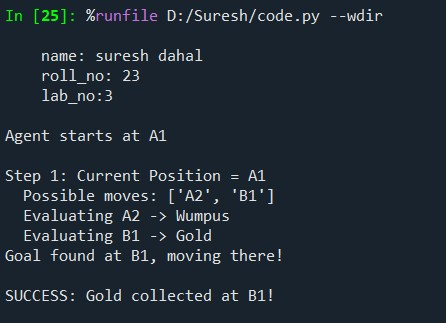 In [25]: %runfile D:/Suresh/code.py --wdir
name: suresh dahal
roll_no: 23
lab_no:3
Agent starts at A1
Step 1: Current Position = A1
Possible moves: ['A2', 'B1']
Evaluating A2 -> Wumpus
Evaluating B1 -> Gold
Goal found at B1, moving there!
SUCCESS: Gold collected at B1!